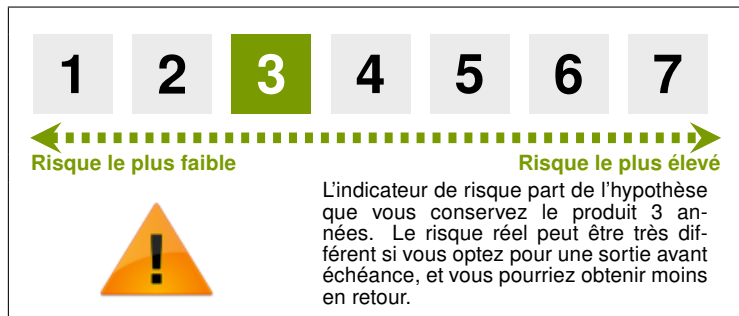 1 2 3 4 5 6 7
Risque le plus faible Risque le plus élevé
L'indicateur de risque part de l'hypothèse
que vous conservez le produit 3 an-
nées. Le risque réel peut être très dif-
férent si vous optez pour une sortie avant
échéance, et vous pourriez obtenir moins
en retour.